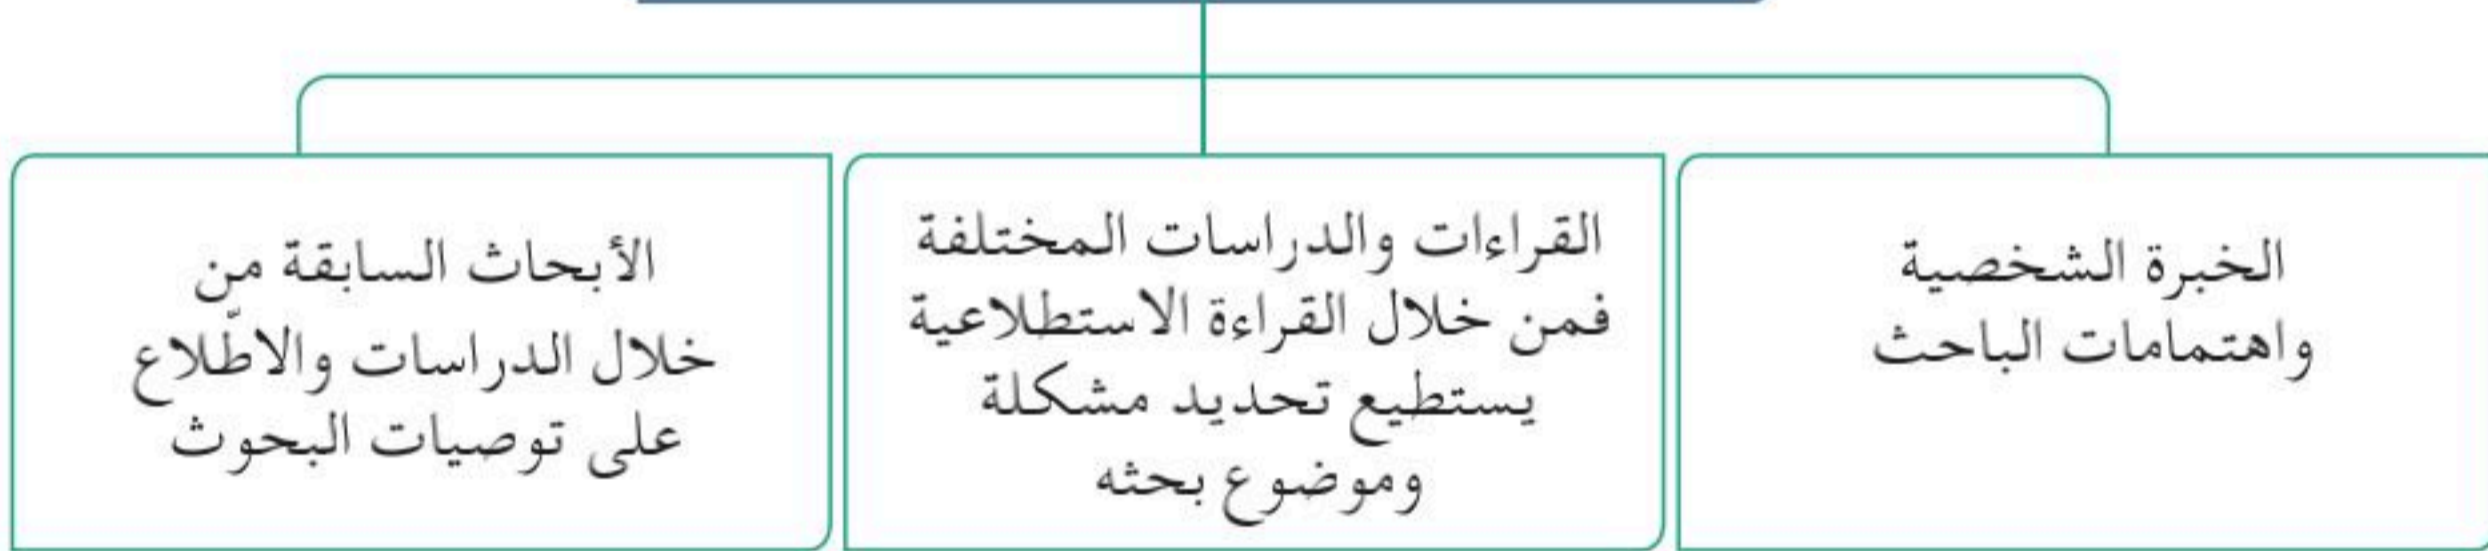 الخبرة الشخصية
واهتمامات الباحث
القراءات والدراسات المختلفة
فمن خلال القراءة الاستطلاعية
يستطيع تحديد مشكلة
وموضوع بحثه
الأبحاث السابقة من
خلال الدراسات والاطّلاع
على توصيات البحوث